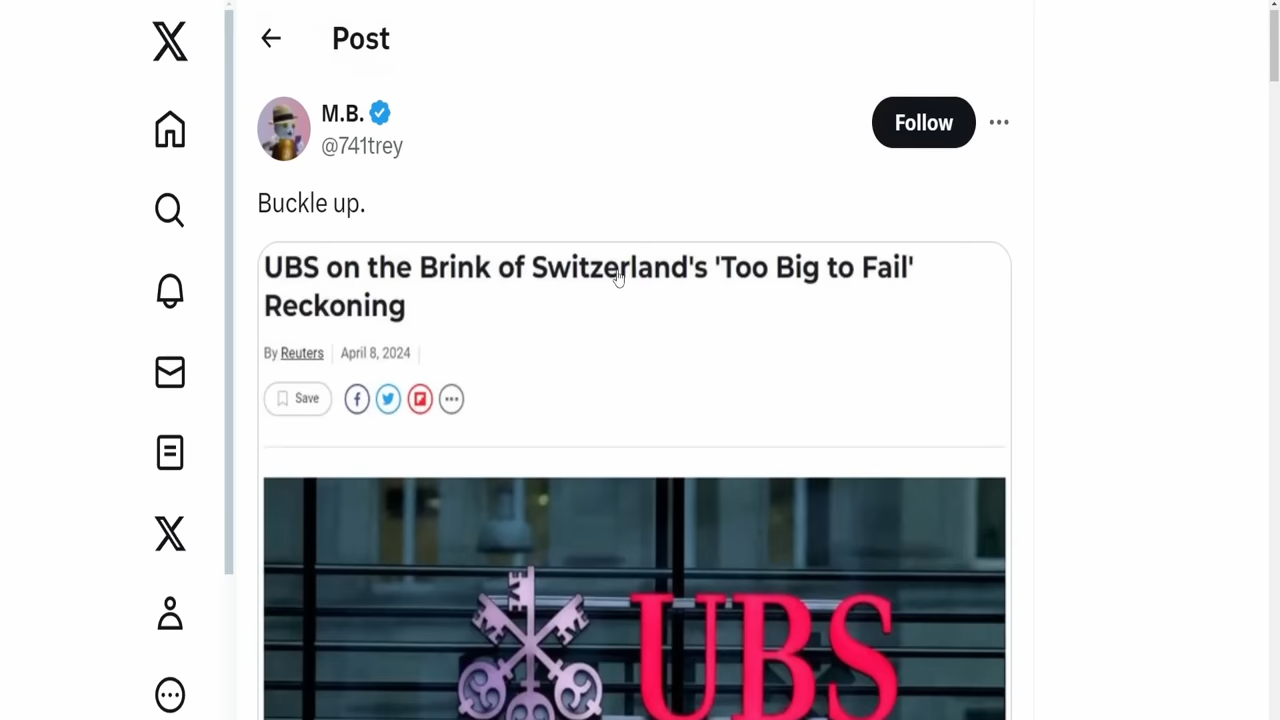 Post
M.B.
@741trey
Follow
Buckle up.
UBS on the Brink of Switzerland's 'Too Big to Fail'
Reckoning
By Reuters April 8, 2024
Save
UBS